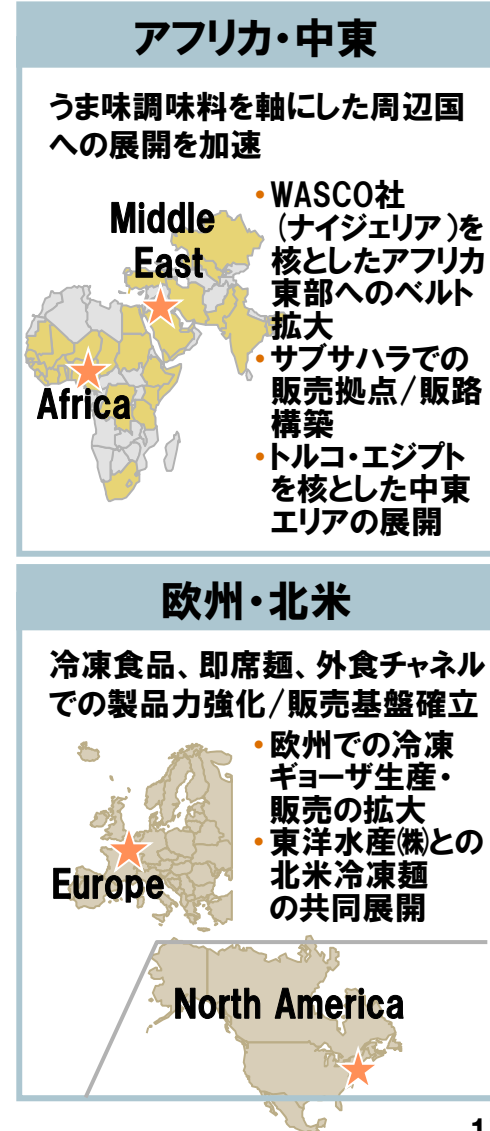 アフリカ・中東
うま味調味料を軸にした周辺国
への展開を加速
Middle
East
Africa
・WASCO社
(ナイジェリア)を
核としたアフリカ
東部へのベルト
拡大
・サブサハラでの
販売拠点/販路
構築
・トルコ・エジプト
を核とした中東
エリアの展開
欧州・北米
冷凍食品、即席麺、外食チャネル
での製品力強化/販売基盤確立
・欧州での冷凍
ギョーザ生産・
販売の拡大
・東洋水産㈱との
北米冷凍麺
の共同展開
Europe
North America
1